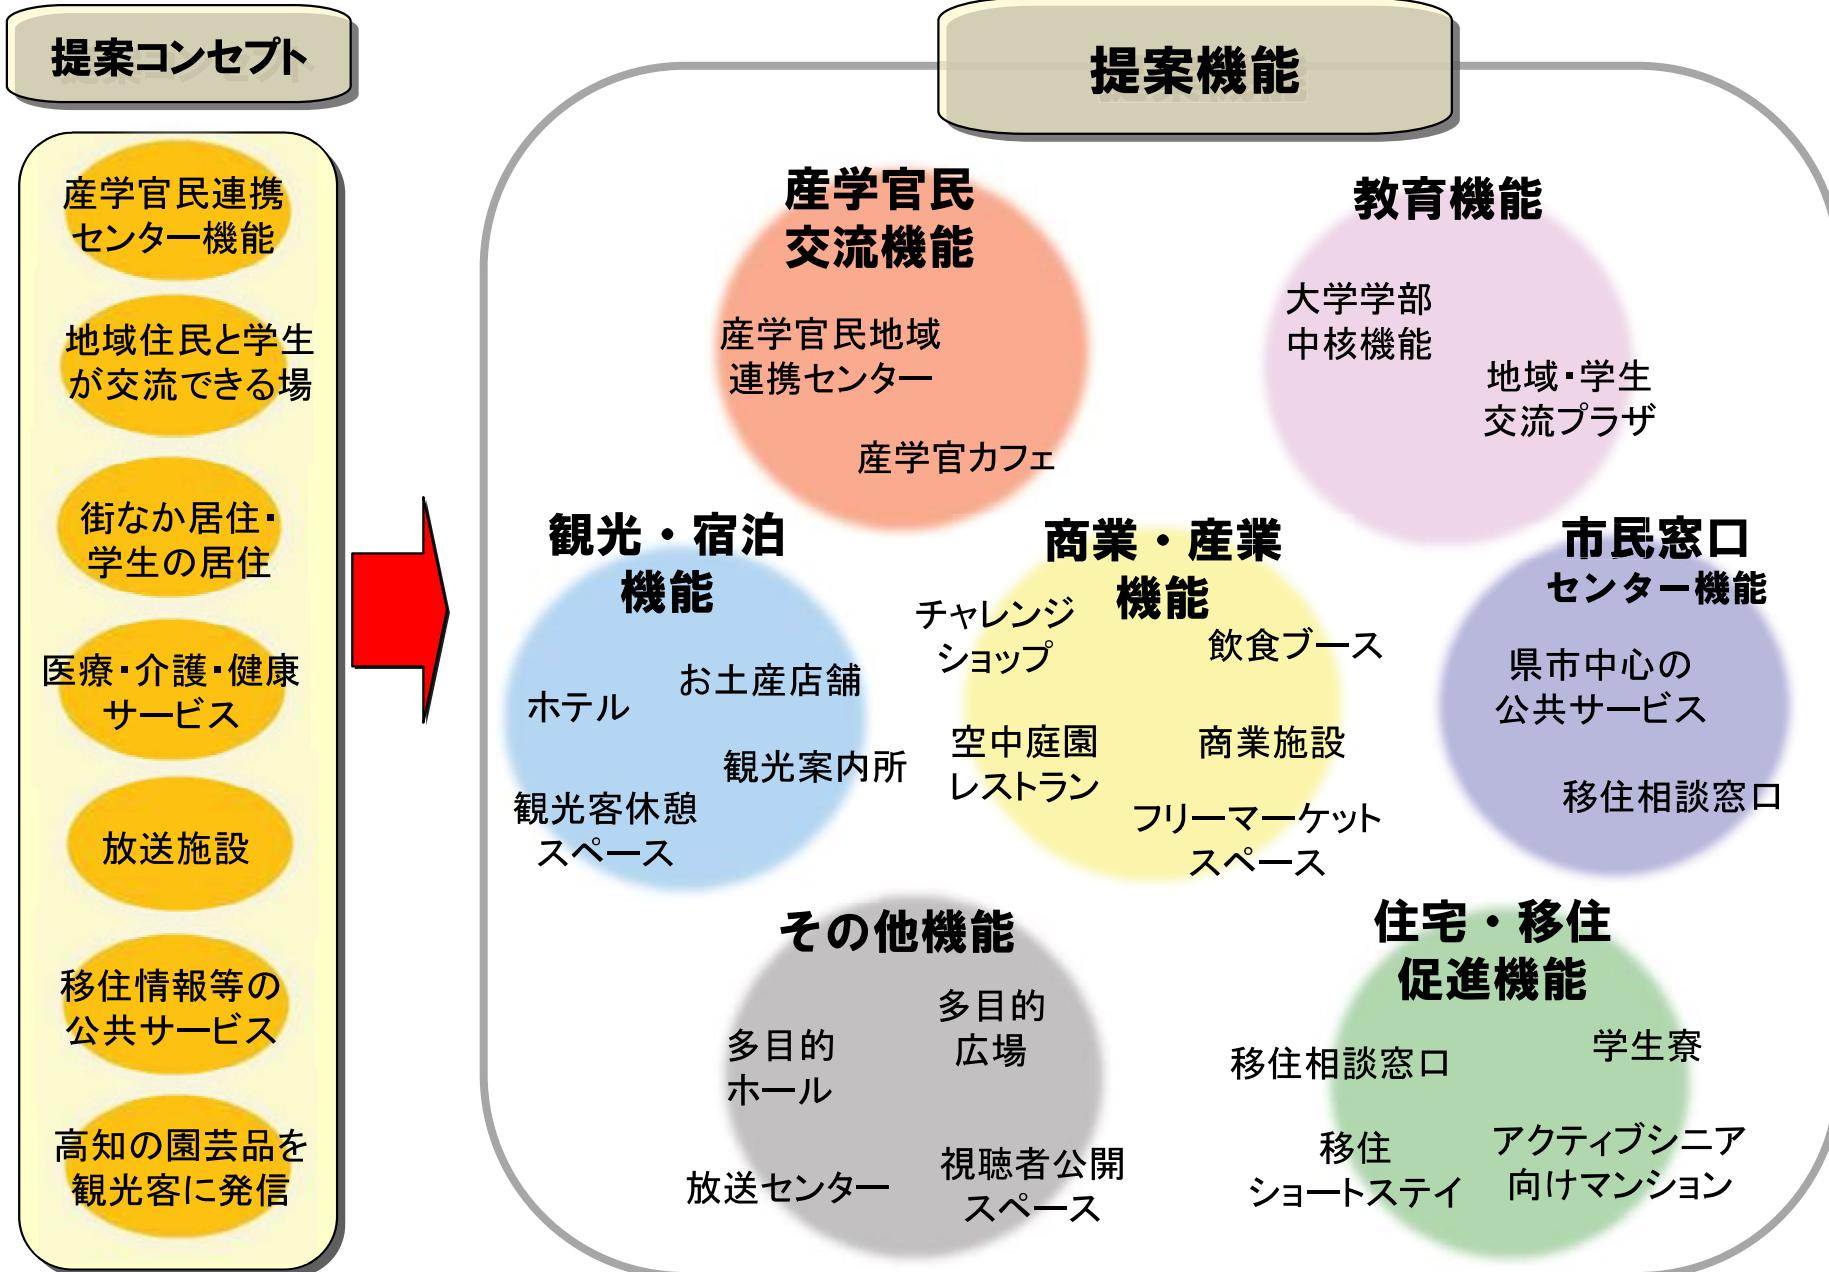 提案コンセプト
産学官民連携
センター機能
地域住民と学生
が交流できる場
街なか居住・
学生の居住
医療・介護・健康
サービス
放送施設
移住情報等の
公共サービス
高知の園芸品を
観光客に発信
提案機能
産学官民
交流機能
産学官民地域
連携センター
産学官カフェ
教育機能
大学学部
中核機能
地域・学生
交流プラザ
観光・宿泊
機能
ホテル
お土産店舗
観光案内所
観光客休憩
スペース
商業・産業
機能
チャレンジ
ショップ
飲食ブース
空中庭園
レストラン
商業施設
フリーマーケット
スペース
市民窓口
センター機能
県市中心の
公共サービス
移住相談窓口
その他機能
多目的
ホール
多目的
広場
放送センター
視聴者公開
スペース
住宅・移住
促進機能
移住相談窓口
学生寮
移住
ショートステイ
アクティブシニア
向けマンション